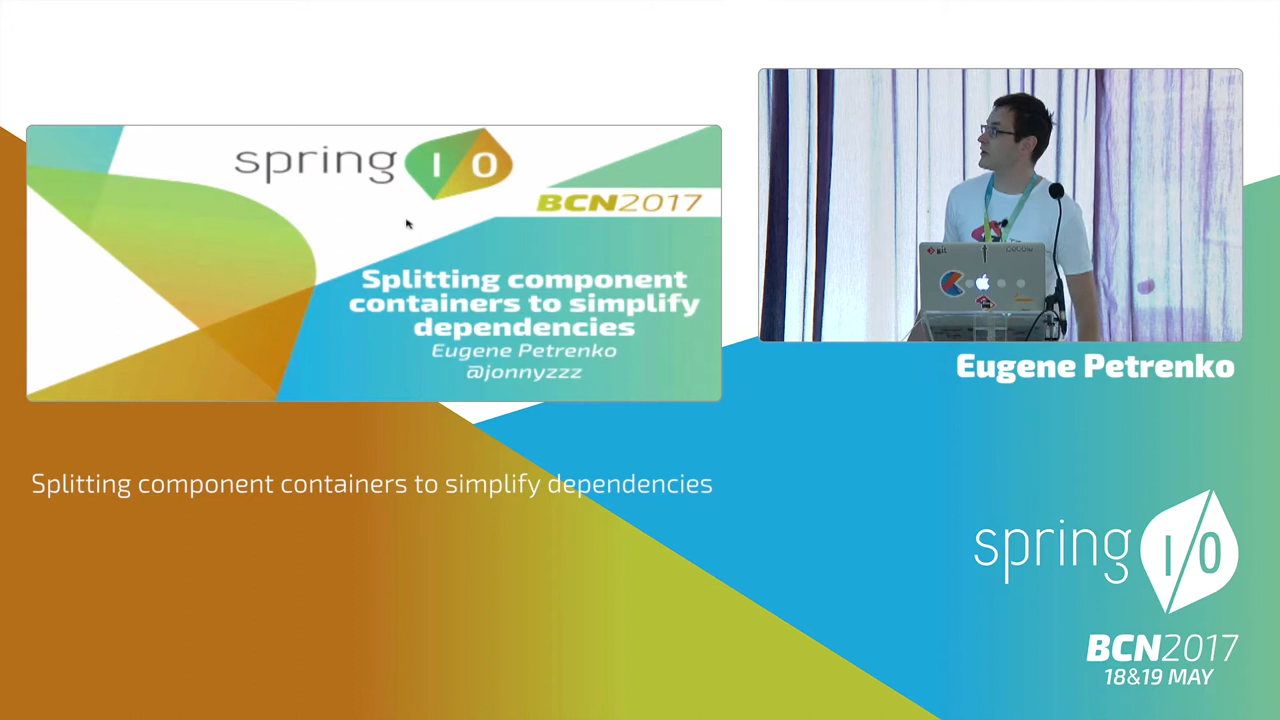 spring I/O
BCN2017
Splitting component
containers to simplify
dependencies
Eugene Petrenko
@jonnyzzz
git
Eugene Petrenko
Splitting component containers to simplify dependencies
spring I/O
BCN2017
18&19 MAY